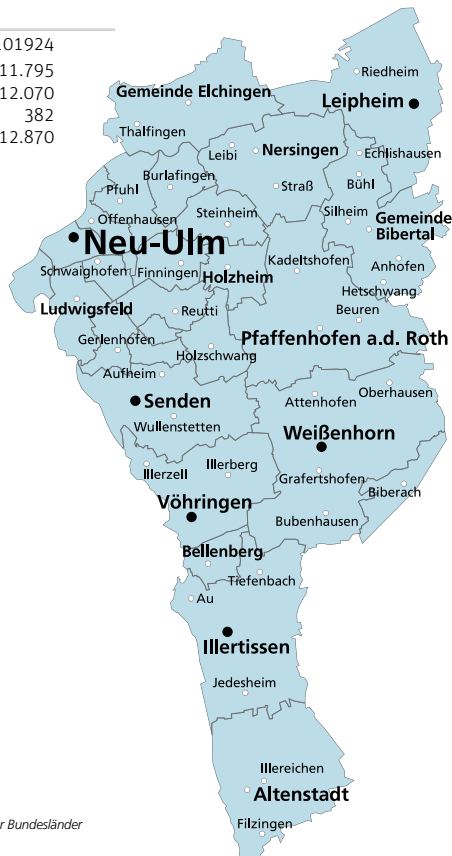 01924
11.795
12.070
382
12.870
Riedheim
Gemeinde Elchingen
Leipheim
Thalfingen
Leibi
Nersingen
Echlishausen
Burlafingen
Bühl
Pfuhl
Straß
Offenhausen
Steinheim
Silheim
Gemeinde
Bibertal
Neu-Ulm
Schwaighofen
Finningen
Holzheim
Kadeltshofen
Anhofen
Hetschwang
Ludwigsfeld
Reutti
Beuren
Gerlenhofen
Holzschwang
Pfaffenhofen a.d. Roth
Aufheim
Senden
Attenhofen
Oberhausen
Wullenstetten
Weißenhorn
Illerzell
Illerberg
Grafertshofen
Biberach
Vöhringen
Bubenhausen
Bellenberg
Tiefenbach
Au
Illertissen
Jedesheim
Illereichen
Altenstadt
Filzingen
r Bundesländer